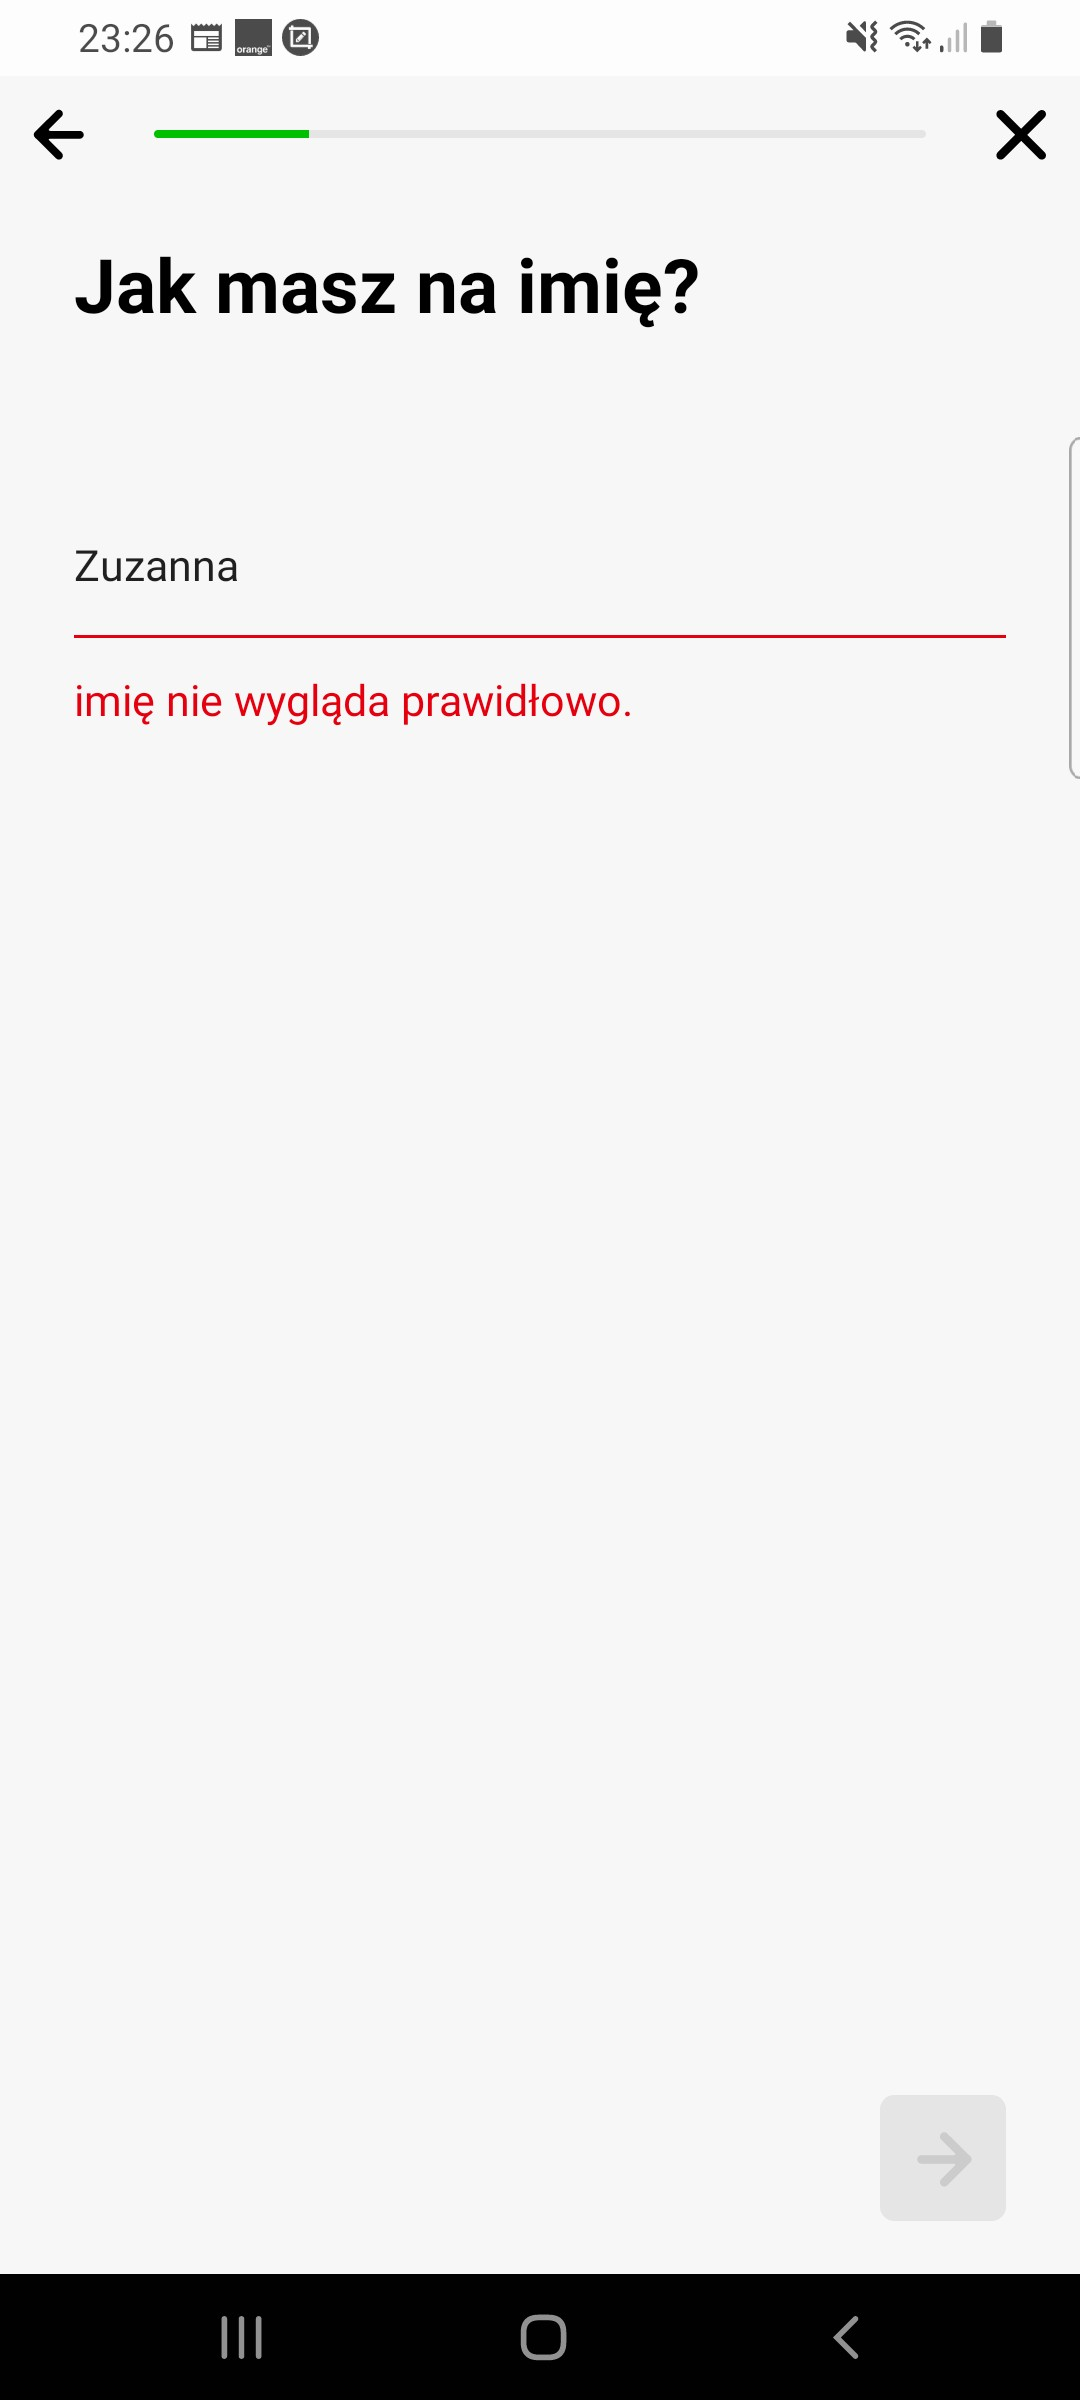 23:26
orange
Jak masz na imię?
Zuzanna
imię nie wygląda prawidłowo.